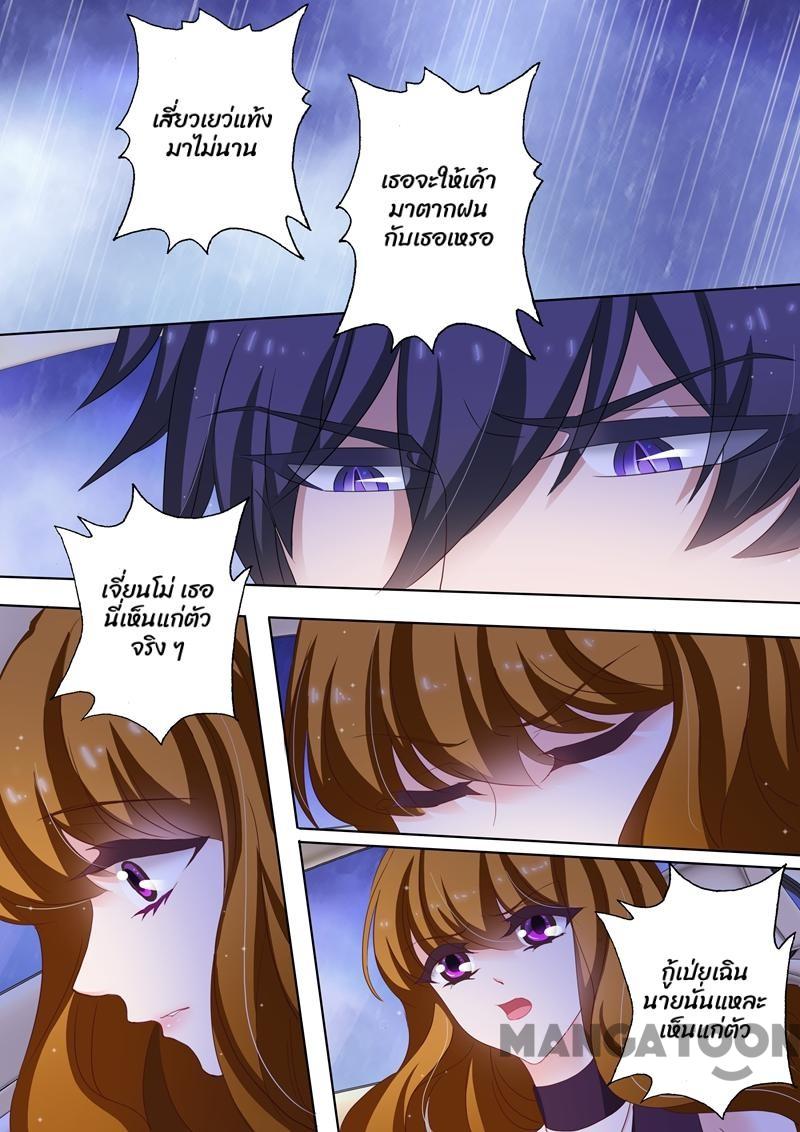 เสี่ยวเยว่แท้ง
มาไม่นาน
เธอจะให้เค้า
มาตากฝน
กับเธอเหรอ
เจี่ยนโม่ เธอ
นี่เห็นแก่ตัว
จริง ๆ
กู้เป่ยเฉิน
นายนั่นแหละ
เห็นแก่ตัว
MANGATOON